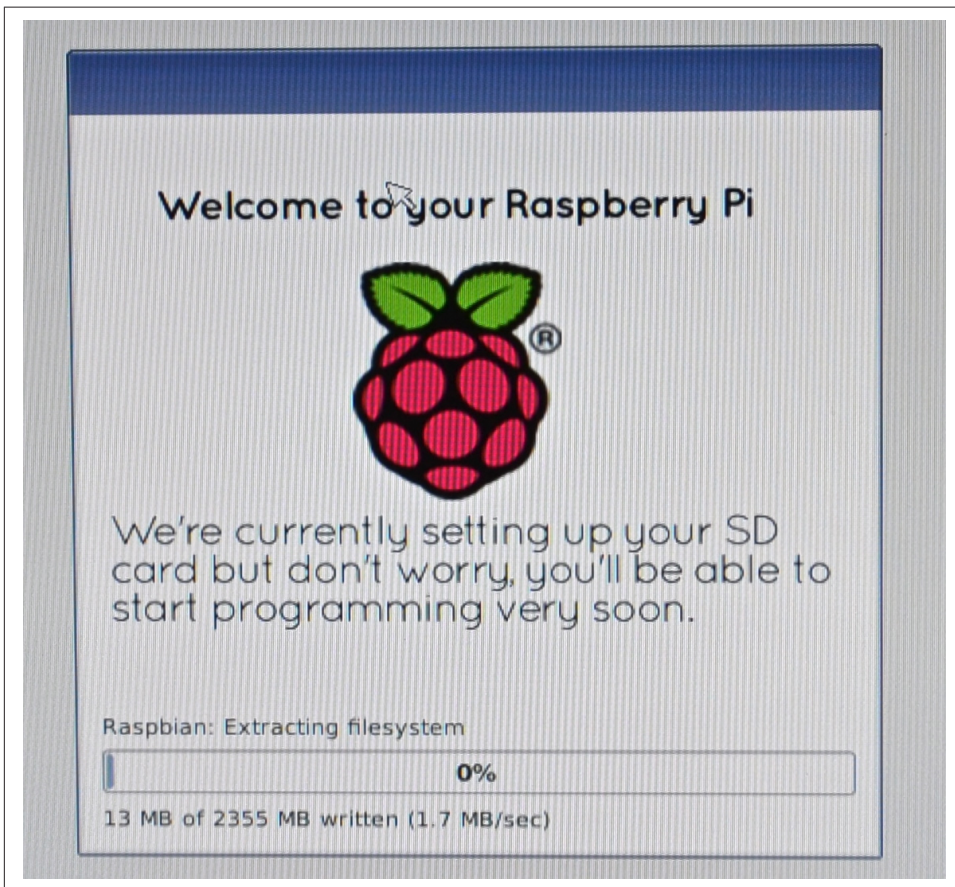 Welcome to your Raspberry Pi
®
We're currently setting up your SD
card but don't worry, you'll be able to
start programming very soon.
Raspbian: Extracting filesystem
0%
13 MB of 2355 MB written (1.7 MB/sec)